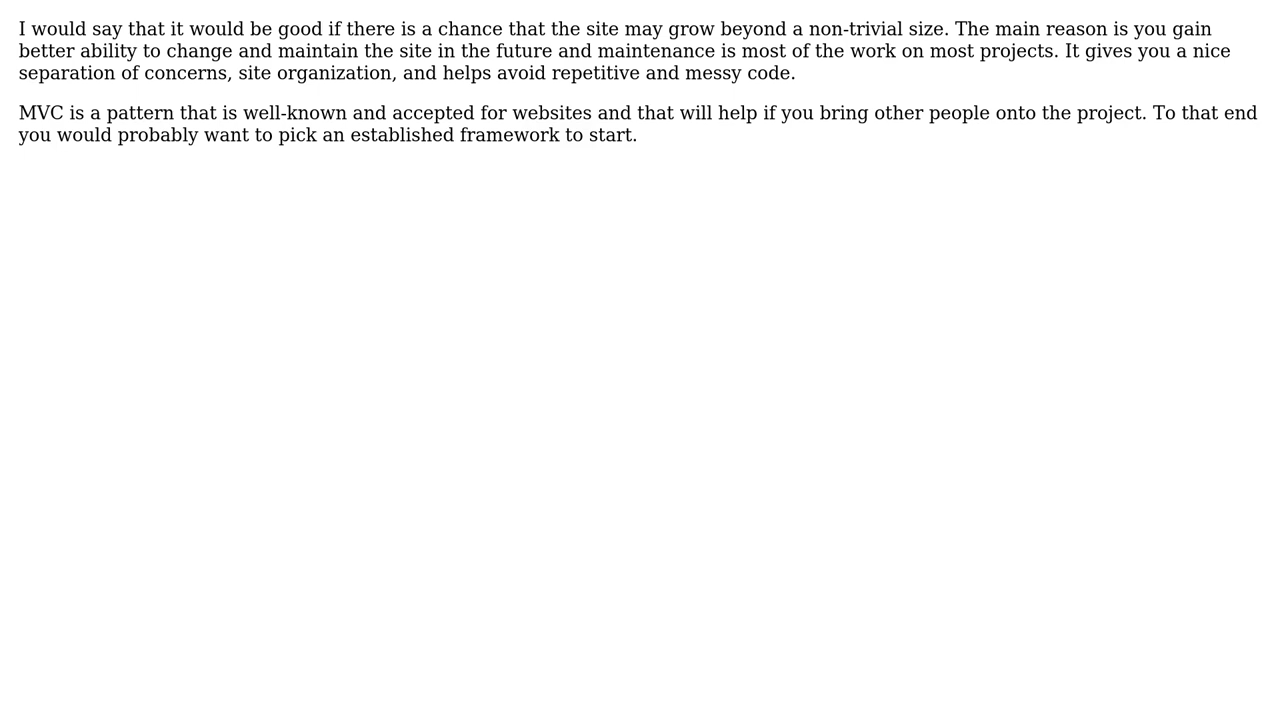 I would say that it would be good if there is a chance that the site may grow beyond a non-trivial size. The main reason is you gain
better ability to change and maintain the site in the future and maintenance is most of the work on most projects. It gives you a nice
separation of concerns, site organization, and helps avoid repetitive and messy code.
MVC is a pattern that is well-known and accepted for websites and that will help if you bring other people onto the project. To that end
you would probably want to pick an established framework to start.